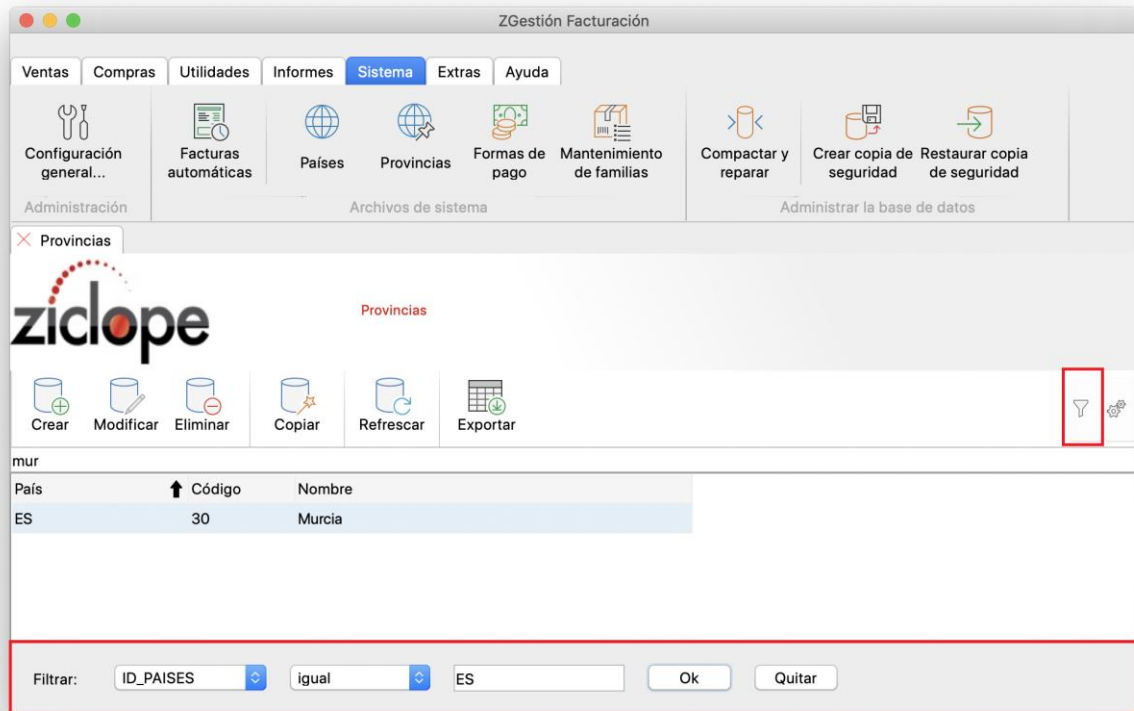 ZGestión Facturación
Ventas Compras Utilidades Informes Sistema Extras Ayuda
Configuración general...
Facturas automáticas
Países
Provincias
Formas de pago
Mantenimiento de familias
Compactar y reparar
Crear copia de seguridad
Restaurar copia de seguridad
Administración Archivos de sistema Administrar la base de datos
Provincias
ziclope
Provincias
Crear Modificar Eliminar Copiar Refrescar Exportar
mur
País Código Nombre
ES 30 Murcia
Filtrar: ID_PAISES igual ES Ok Quitar